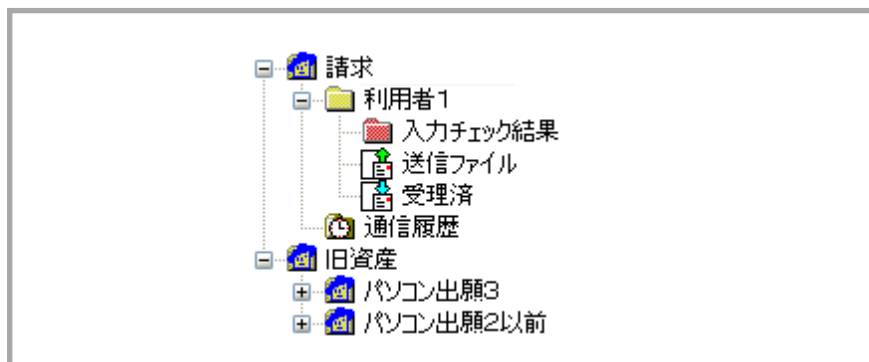 請求
利用者1
入力チェック結果
送信ファイル
受理済
通信履歴
旧資産
パソコン出願3
パソコン出願2以前